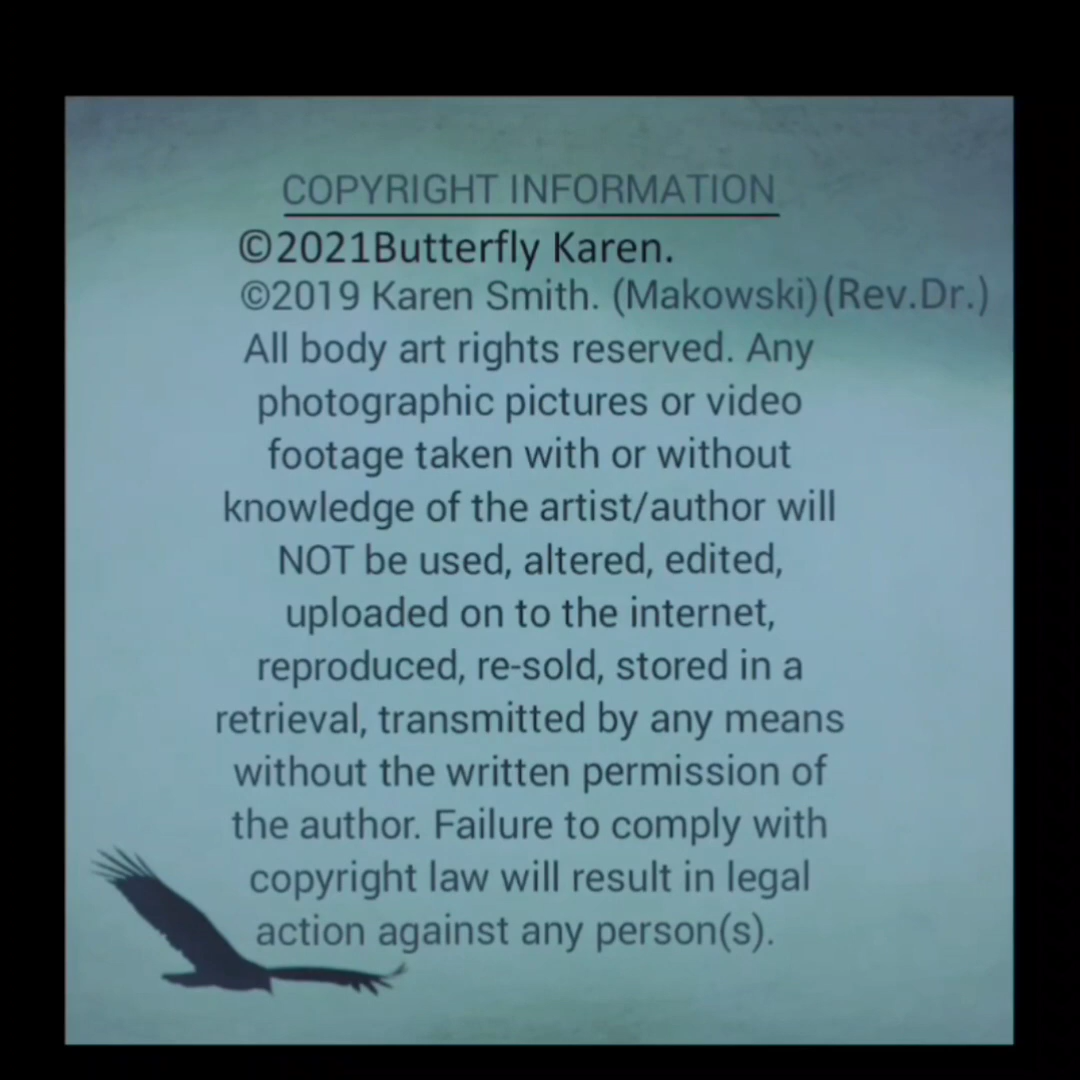 COPYRIGHT INFORMATION
©2021Butterfly Karen.
©2019 Karen Smith. (Makowski)(Rev.Dr.)
All body art rights reserved. Any
photographic pictures or video
footage taken with or without
knowledge of the artist/author will
NOT be used, altered, edited,
uploaded on to the internet,
reproduced, re-sold, stored in a
retrieval, transmitted by any means
without the written permission of
the author. Failure to comply with
copyright law will result in legal
action against any person(s).